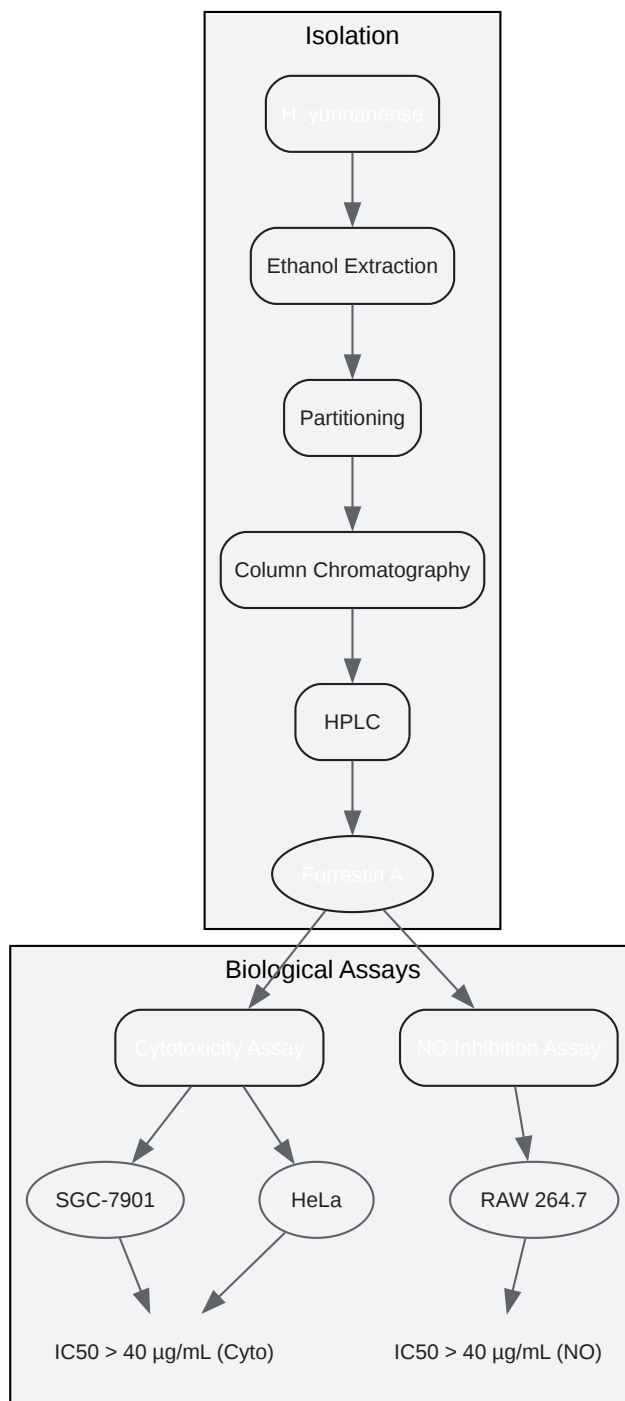 Isolation
H. yunnanense
Ethanol Extraction
Partitioning
Column Chromatography
HPLC
Forrestin A
Biological Assays
Cytotoxicity Assay
NO Inhibition Assay
SGC-7901
HeLa
RAW 264.7
IC50 > 40 µg/mL (Cyto)
IC50 > 40 µg/mL (NO)